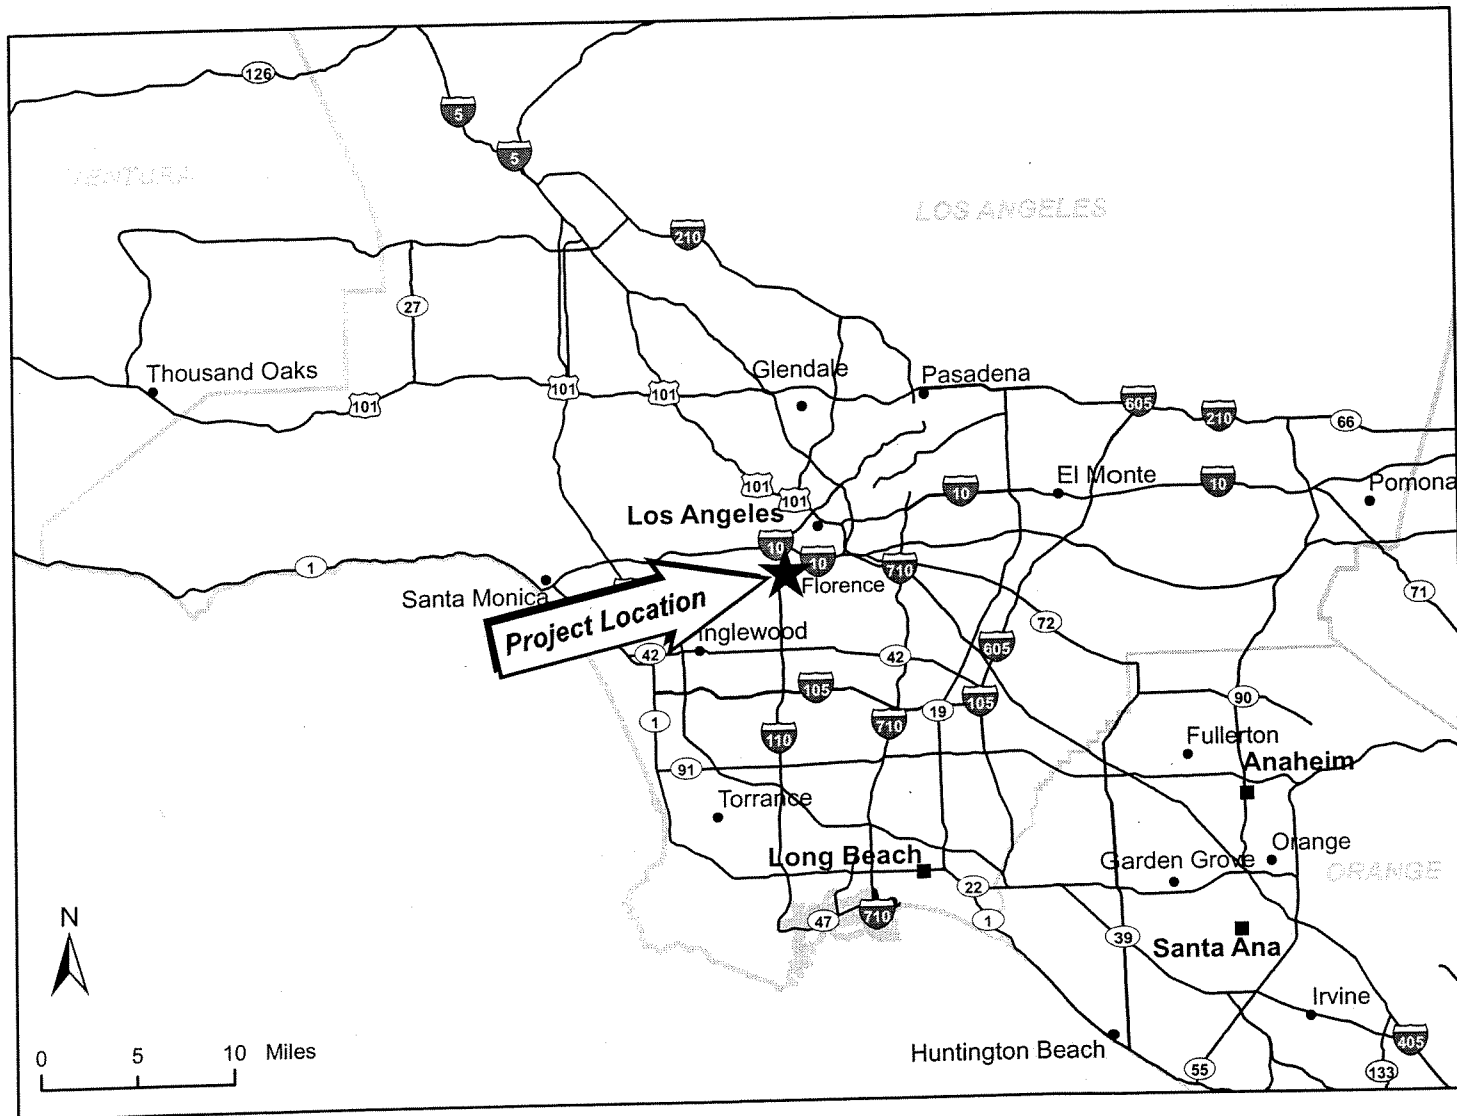 126
5
5
VENTURA
LOS ANGELES
210
27
Thousand Oaks
101
101
101
Glendale
Pasadena
605
210
66
101
101
El Monte
10
10
Pomona
Los Angeles
10
10
1
Santa Monica
Florence
710
71
Project Location
72
Inglewood
42
42
605
105
105
90
1
19
110
710
Fullerton
Anaheim
91
Torrance
Orange
Long Beach
Garden Grove
ORANGE
22
N
47
710
1
39
Santa Ana
Irvine
405
Huntington Beach
55
133
0 5 10 Miles